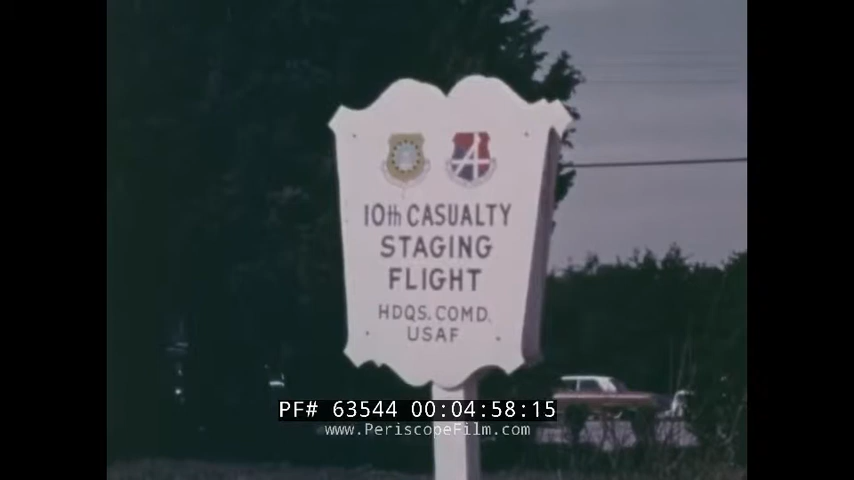 10th CASUALTY
STAGING
FLIGHT
HDQS. COMD.
USAF
PF# 63544 00:04:58:15
www.PeriscopeFilm.com